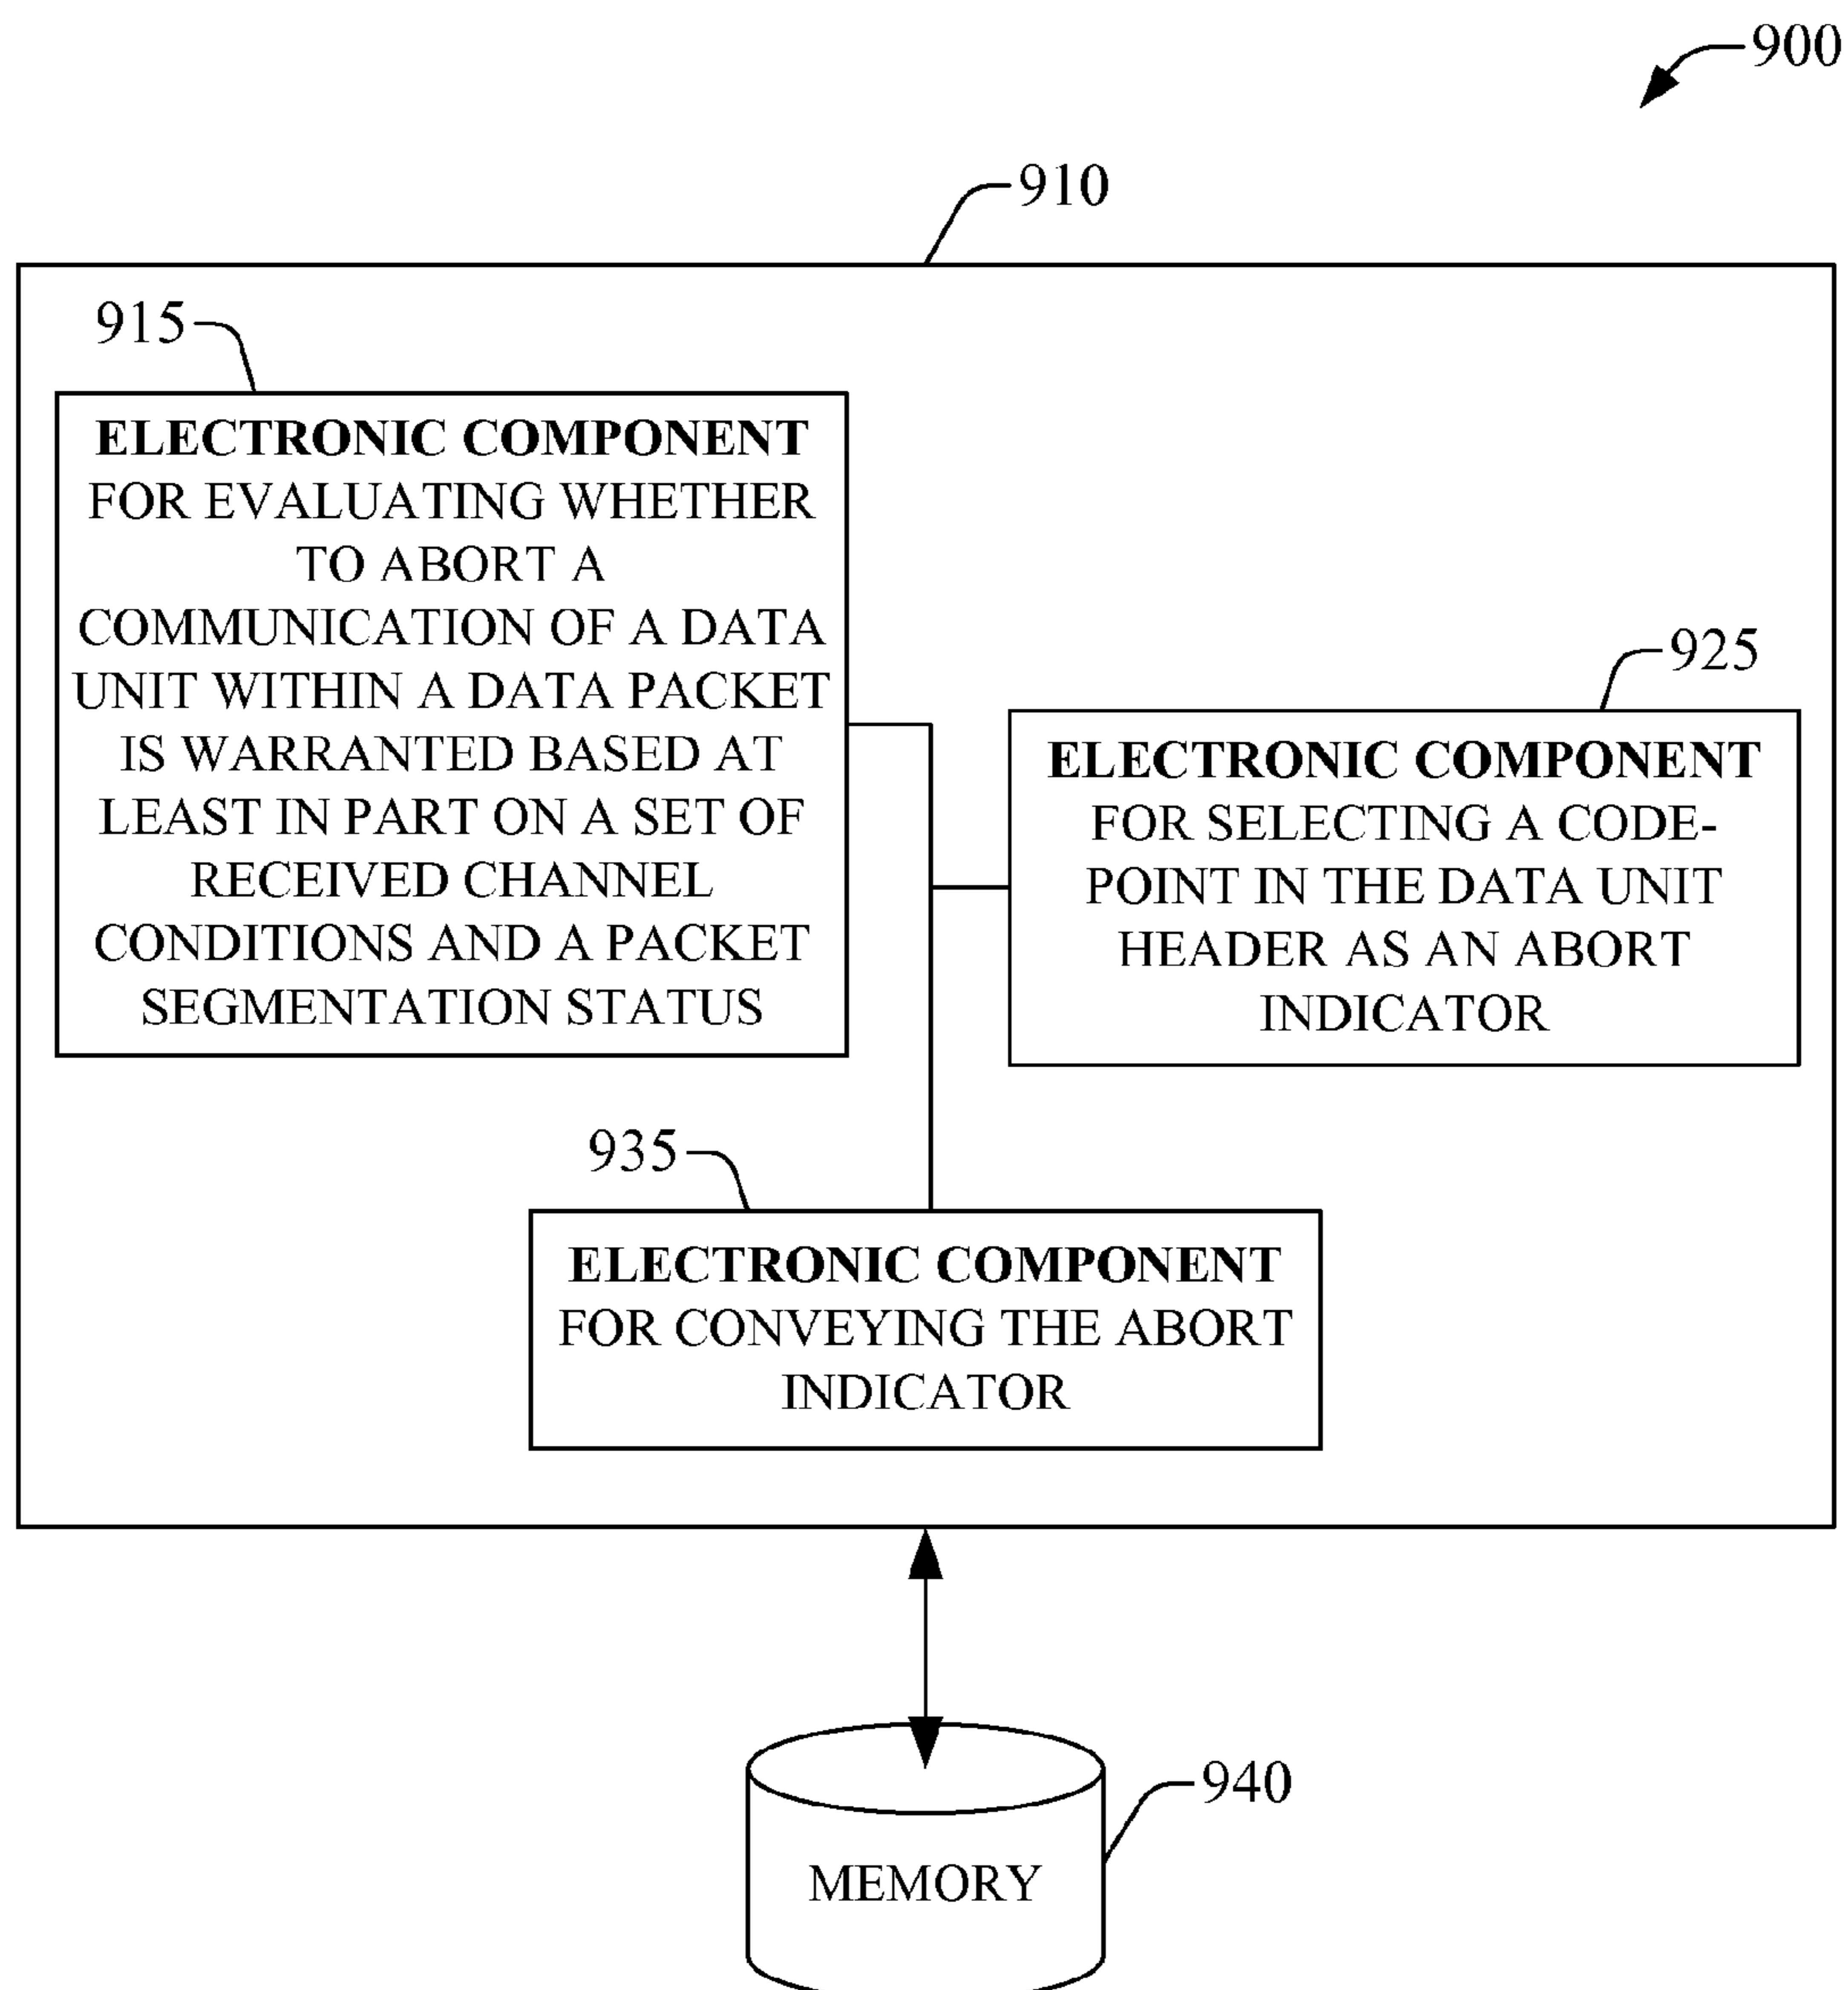 900
910
915
ELECTRONIC COMPONENT
FOR EVALUATING WHETHER
TO ABORT A
COMMUNICATION OF A DATA
UNIT WITHIN A DATA PACKET
IS WARRANTED BASED AT
LEAST IN PART ON A SET OF
RECEIVED CHANNEL
CONDITIONS AND A PACKET
SEGMENTATION STATUS
925
ELECTRONIC COMPONENT
FOR SELECTING A CODE-
POINT IN THE DATA UNIT
HEADER AS AN ABORT
INDICATOR
935
ELECTRONIC COMPONENT
FOR CONVEYING THE ABORT
INDICATOR
940
MEMORY